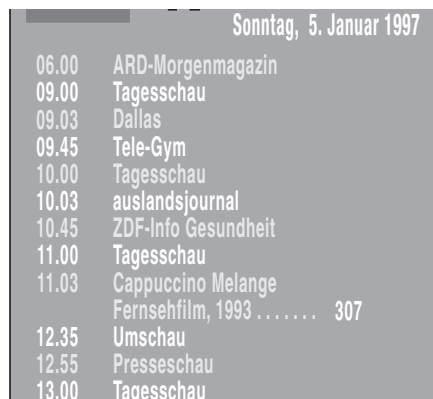 Sonntag, 5. Januar 1997
06.00 ARD-Morgenmagazin
09.00 Tagesschau
09.03 Dallas
09.45 Tele-Gym
10.00 Tagesschau
10.03 auslandsjournal
10.45 ZDF-Info Gesundheit
11.00 Tagesschau
11.03 Cappuccino Melange
Fernsehfilm, 1993 . . . . . . . 307
12.35 Umschau
12.55 Presseschau
13.00 Tagesschau